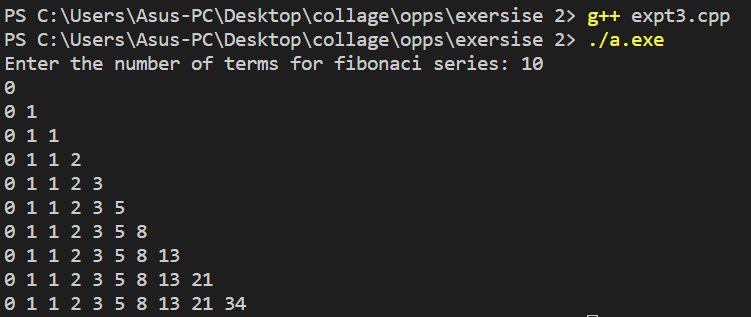 PS C:\Users\Asus-PC\Desktop\collage\opps\exersise 2> g++ expt3.cpp
PS C:\Users\Asus-PC\Desktop\collage\opps\exersise 2> ./a.exe
Enter the number of terms for fibonaci series: 10
0
0 1
0 1 1
0 1 1 2
0 1 1 2 3
0 1 1 2 3 5
0 1 1 2 3 5 8
0 1 1 2 3 5 8 13
0 1 1 2 3 5 8 13 21
0 1 1 2 3 5 8 13 21 34